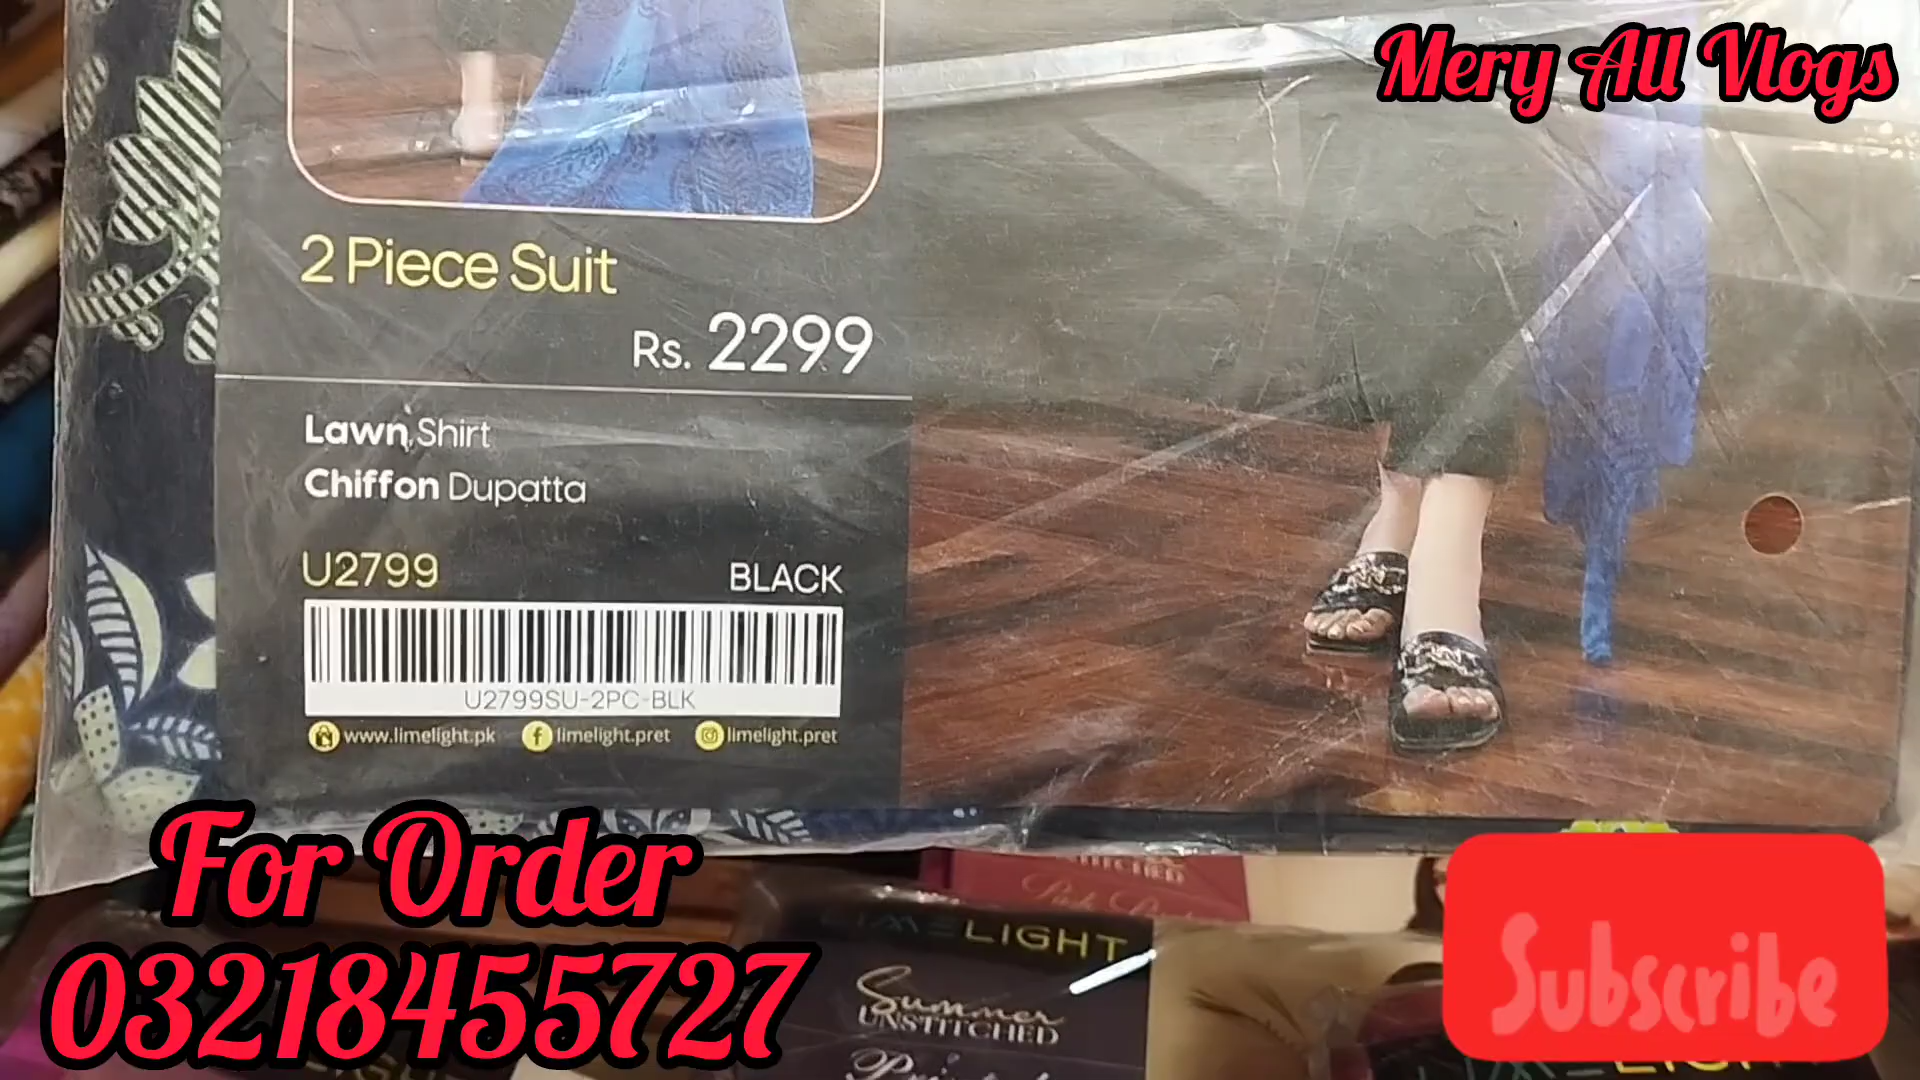 Mery All Vlogs
2 Piece Suit
Rs. 2299
Lawn Shirt
Chiffon Dupatta
U2799
BLACK
U2799SU-2PC-BLK
www.limelight.pk
limelight.pret
limelight.pret
For Order
03218455727
LIMELIGHT
Summer
UNSTITCHED
Subscribe